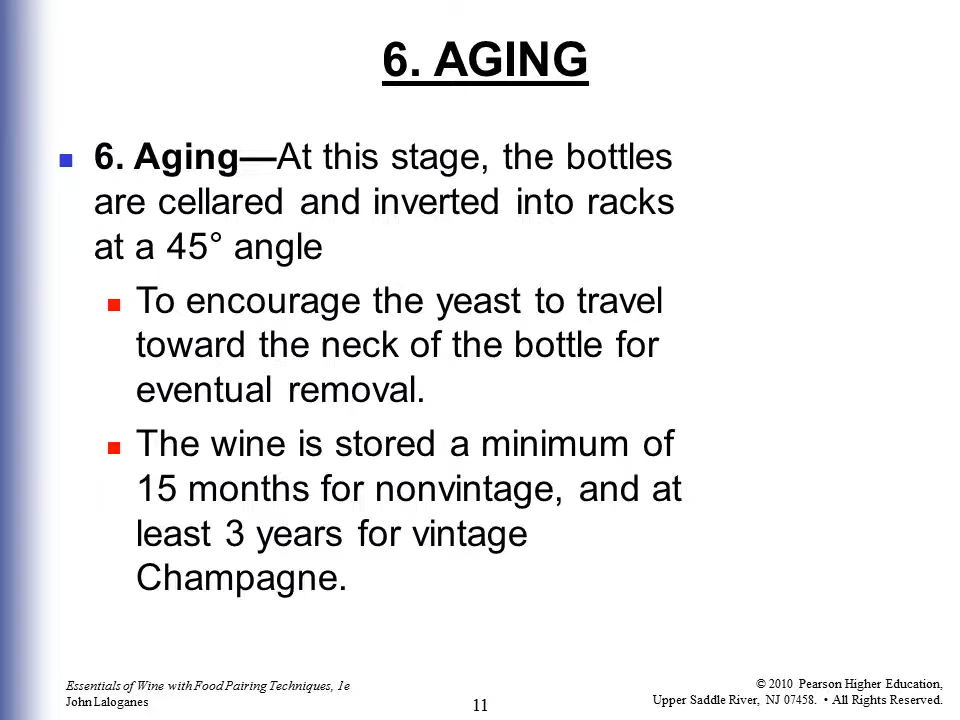 6. AGING
6. Aging—At this stage, the bottles
are cellared and inverted into racks
at a 45° angle
To encourage the yeast to travel
toward the neck of the bottle for
eventual removal.
The wine is stored a minimum of
15 months for nonvintage, and at
least 3 years for vintage
Champagne.
Essentials of Wine with Food Pairing Techniques, 1e
John Laloganes
11
© 2010 Pearson Higher Education,
Upper Saddle River, NJ 07458. • All Rights Reserved.